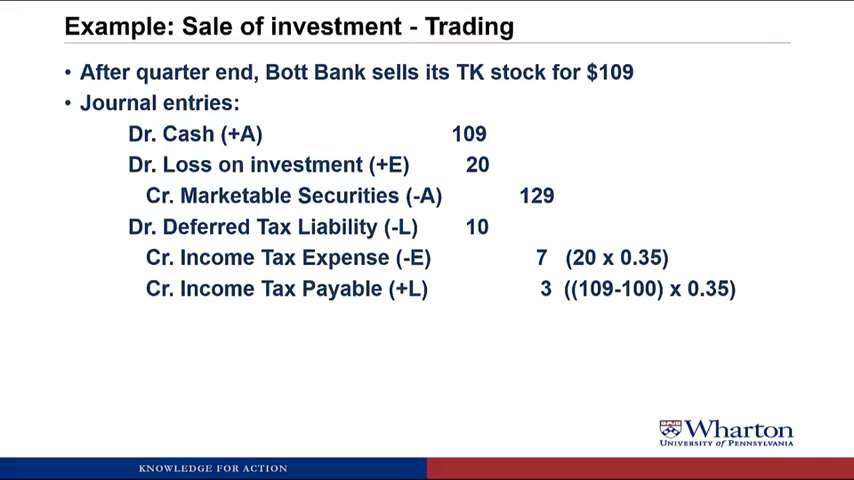 Example: Sale of investment - Trading
• After quarter end, Bott Bank sells its TK stock for $109
• Journal entries:
Dr. Cash (+A) 109
Dr. Loss on investment (+E) 20
Cr. Marketable Securities (-A) 129
Dr. Deferred Tax Liability (-L) 10
Cr. Income Tax Expense (-E) 7 (20 x 0.35)
Cr. Income Tax Payable (+L) 3 ((109-100) x 0.35)
Wharton
UNIVERSITY of PENNSYLVANIA
KNOWLEDGE FOR ACTION